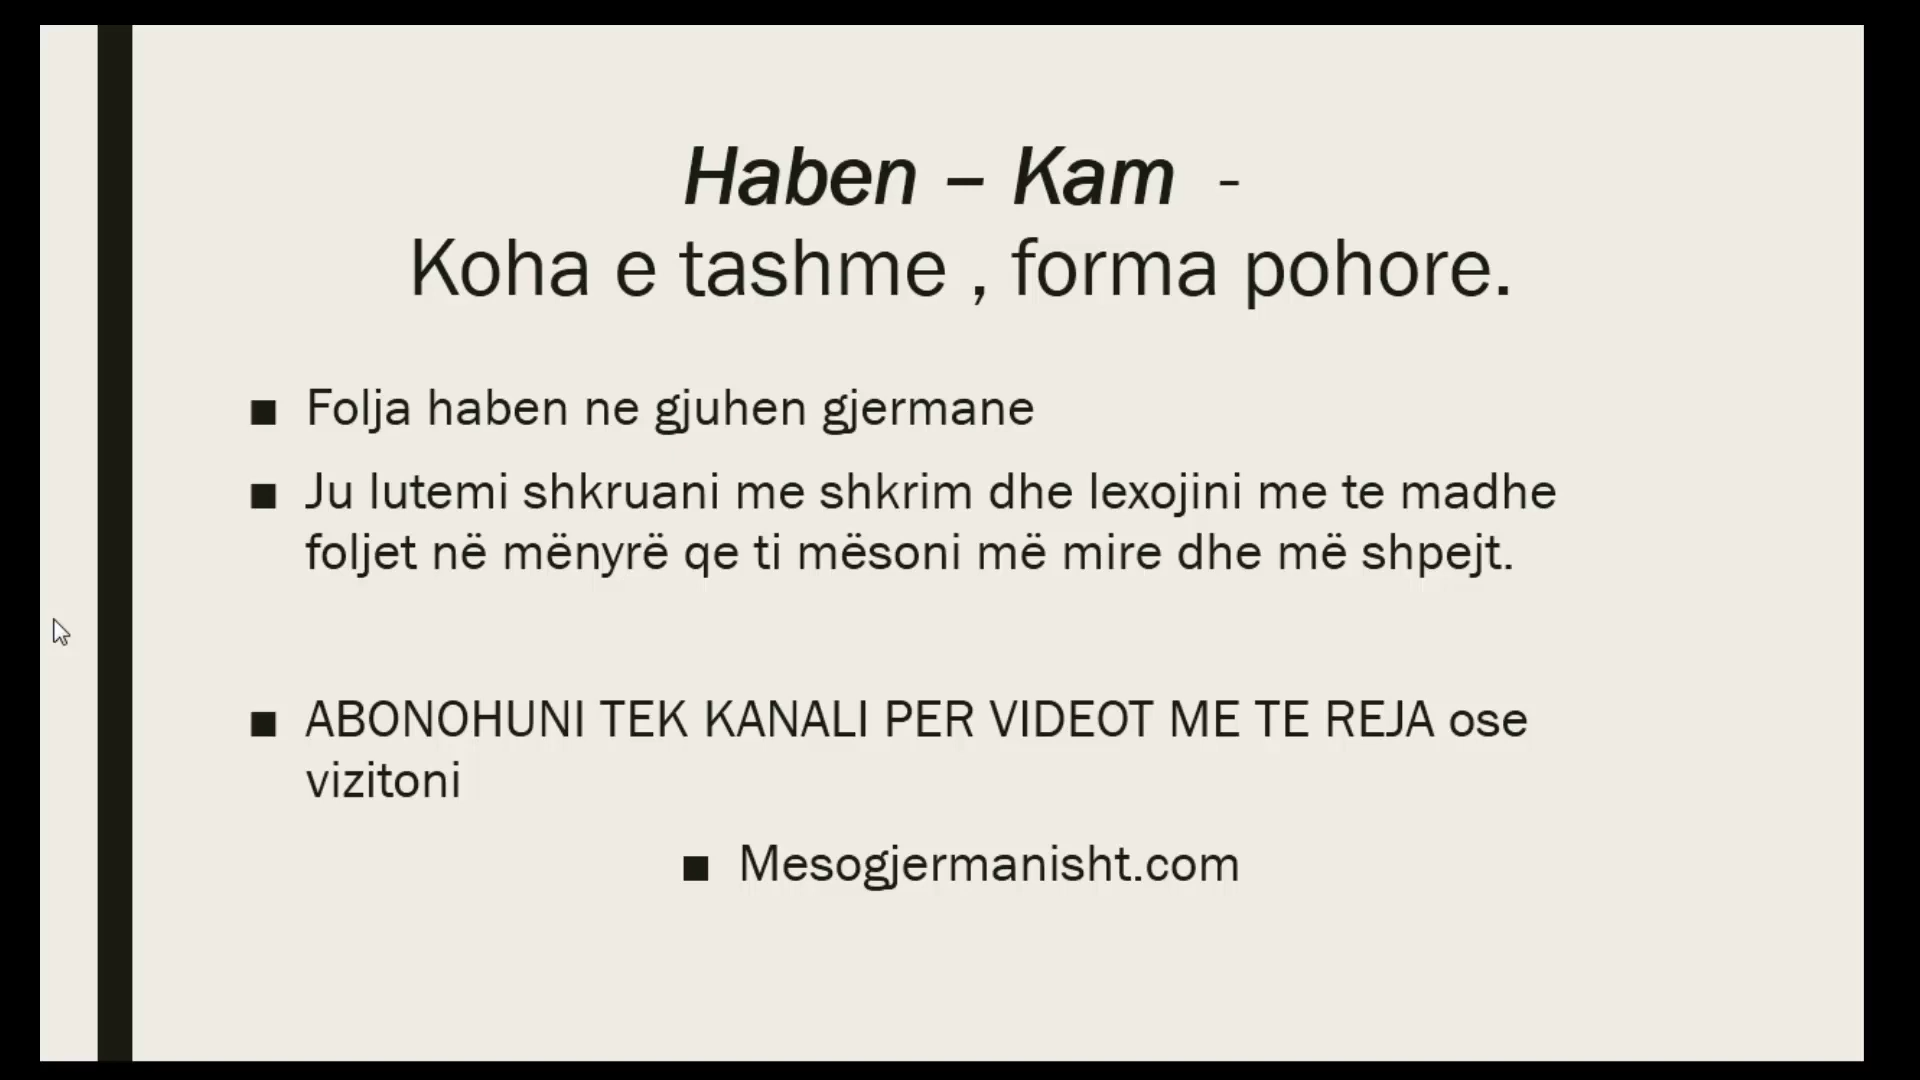 Haben – Kam -
Koha e tashme , forma pohore.
■ Folja haben ne gjuhen gjermane
■ Ju lutemi shkruani me shkrim dhe lexojini me te madhe
foljet në mënyrë qe ti mësoni më mire dhe më shpejt.
■ ABONOHUNI TEK KANALI PER VIDEOT ME TE REJA ose
vizitoni
■ Mesogjermanisht.com